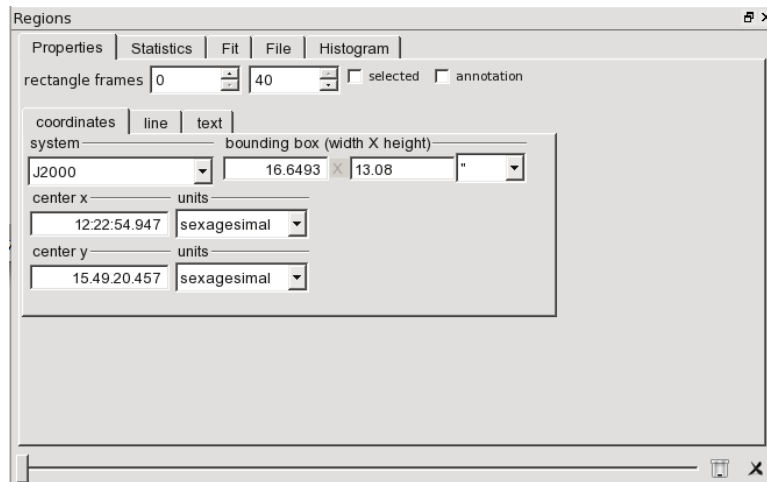 Regions
Properties Statistics Fit File Histogram
rectangle frames 0 40 selected annotation
coordinates line text
system bounding box (width X height)
J2000 16.6493 X 13.08 "
center x units
12:22:54.947 sexagesimal
center y units
15.49.20.457 sexagesimal